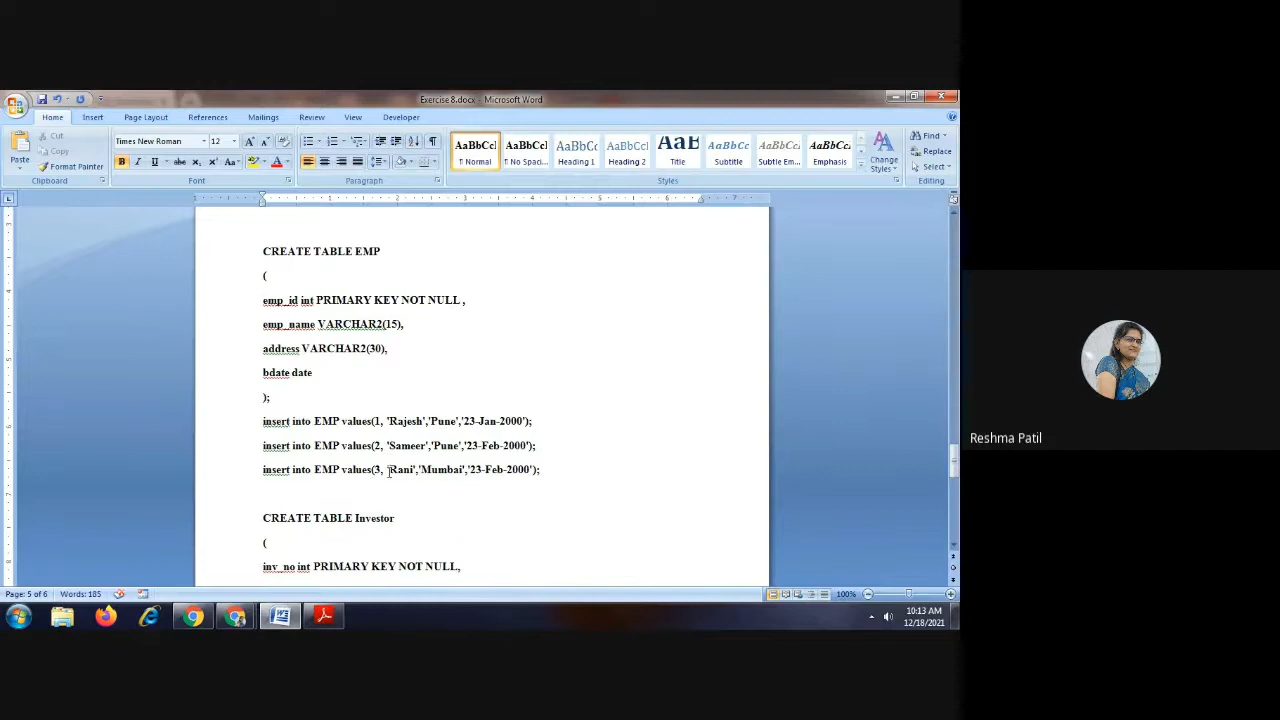 Exercise 8.docx - Microsoft Word
Home Insert Page Layout References Mailings Review View Developer
Paste Cut Copy Format Painter
Times New Roman 12
AaBbCcI AaBbCcI AaBbCc AaBbCc AaB AaBbCc. AaBbCcI AaBbCcI
¶ Normal ¶ No Spaci... Heading 1 Heading 2 Title Subtitle Subtle Em... Emphasis
Change Styles
Find Replace Select
Clipboard Font Paragraph Styles Editing
CREATE TABLE EMP
(
emp_id int PRIMARY KEY NOT NULL ,
emp_name VARCHAR2(15),
address VARCHAR2(30),
bdate date
);
insert into EMP values(1, 'Rajesh','Pune','23-Jan-2000');
insert into EMP values(2, 'Sameer','Pune','23-Feb-2000');
insert into EMP values(3, 'Rani','Mumbai','23-Feb-2000');
CREATE TABLE Investor
(
inv_no int PRIMARY KEY NOT NULL,
Page: 5 of 6 Words: 185 100%
10:13 AM
12/18/2021
Reshma Patil